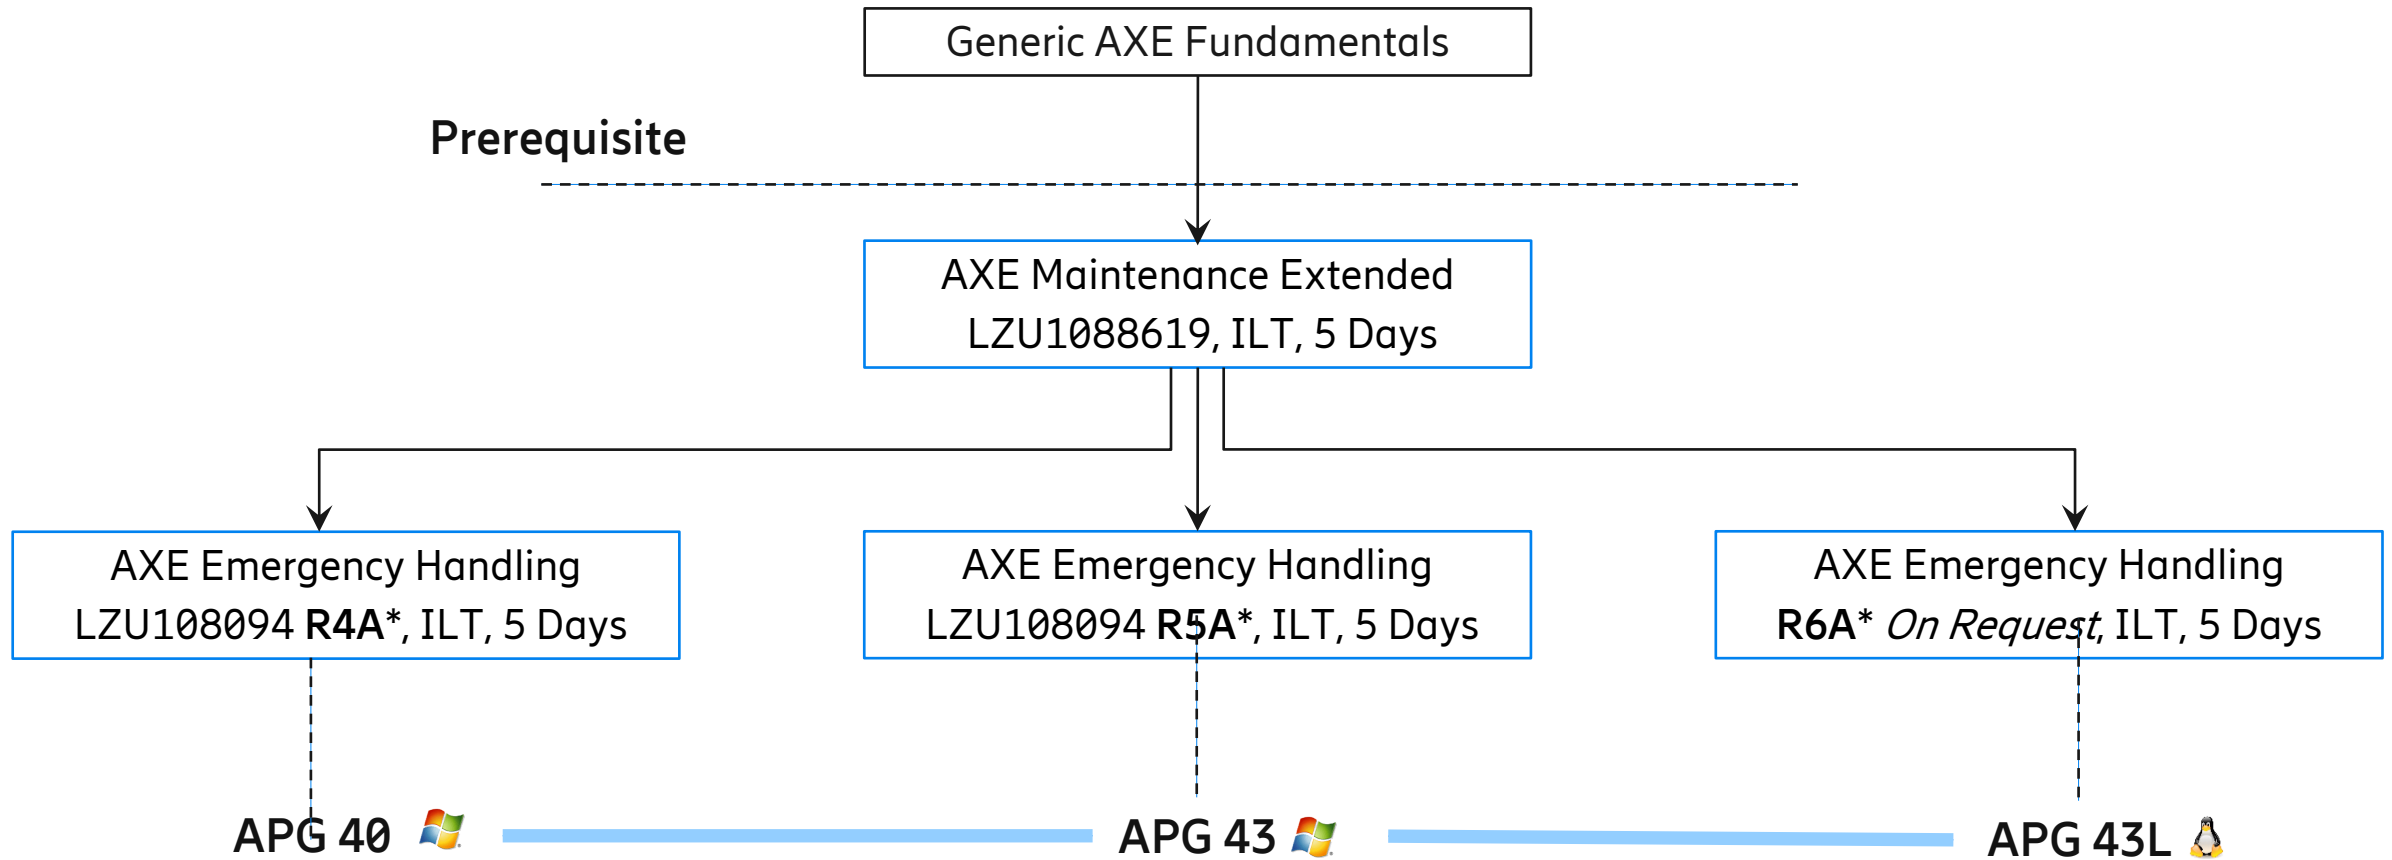 Generic AXE Fundamentals
Prerequisite
AXE Maintenance Extended
LZU1088619, ILT, 5 Days
AXE Emergency Handling
LZU108094 R4A*, ILT, 5 Days
AXE Emergency Handling
LZU108094 R5A*, ILT, 5 Days
AXE Emergency Handling
R6A* On Request, ILT, 5 Days
APG 40
APG 43
APG 43L